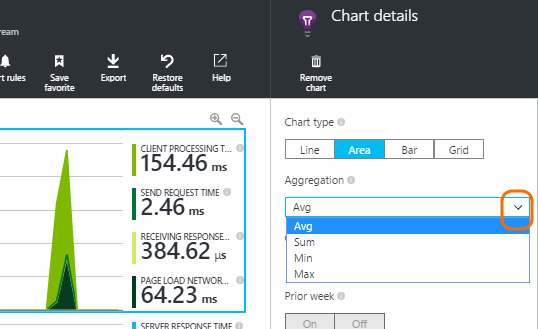 Chart details
ream
rt rules
Save favorite
Export
Restore defaults
Help
Remove chart
CLIENT PROCESSING T...
154.46 ms
SEND REQUEST TIME
2.46 ms
RECEIVING RESPONSE...
384.62 µs
PAGE LOAD NETWOR...
64.23 ms
SERVER RESPONSE TIME
Chart type
Line Area Bar Grid
Aggregation
Avg
Avg
Sum
Min
Max
Prior week
On Off